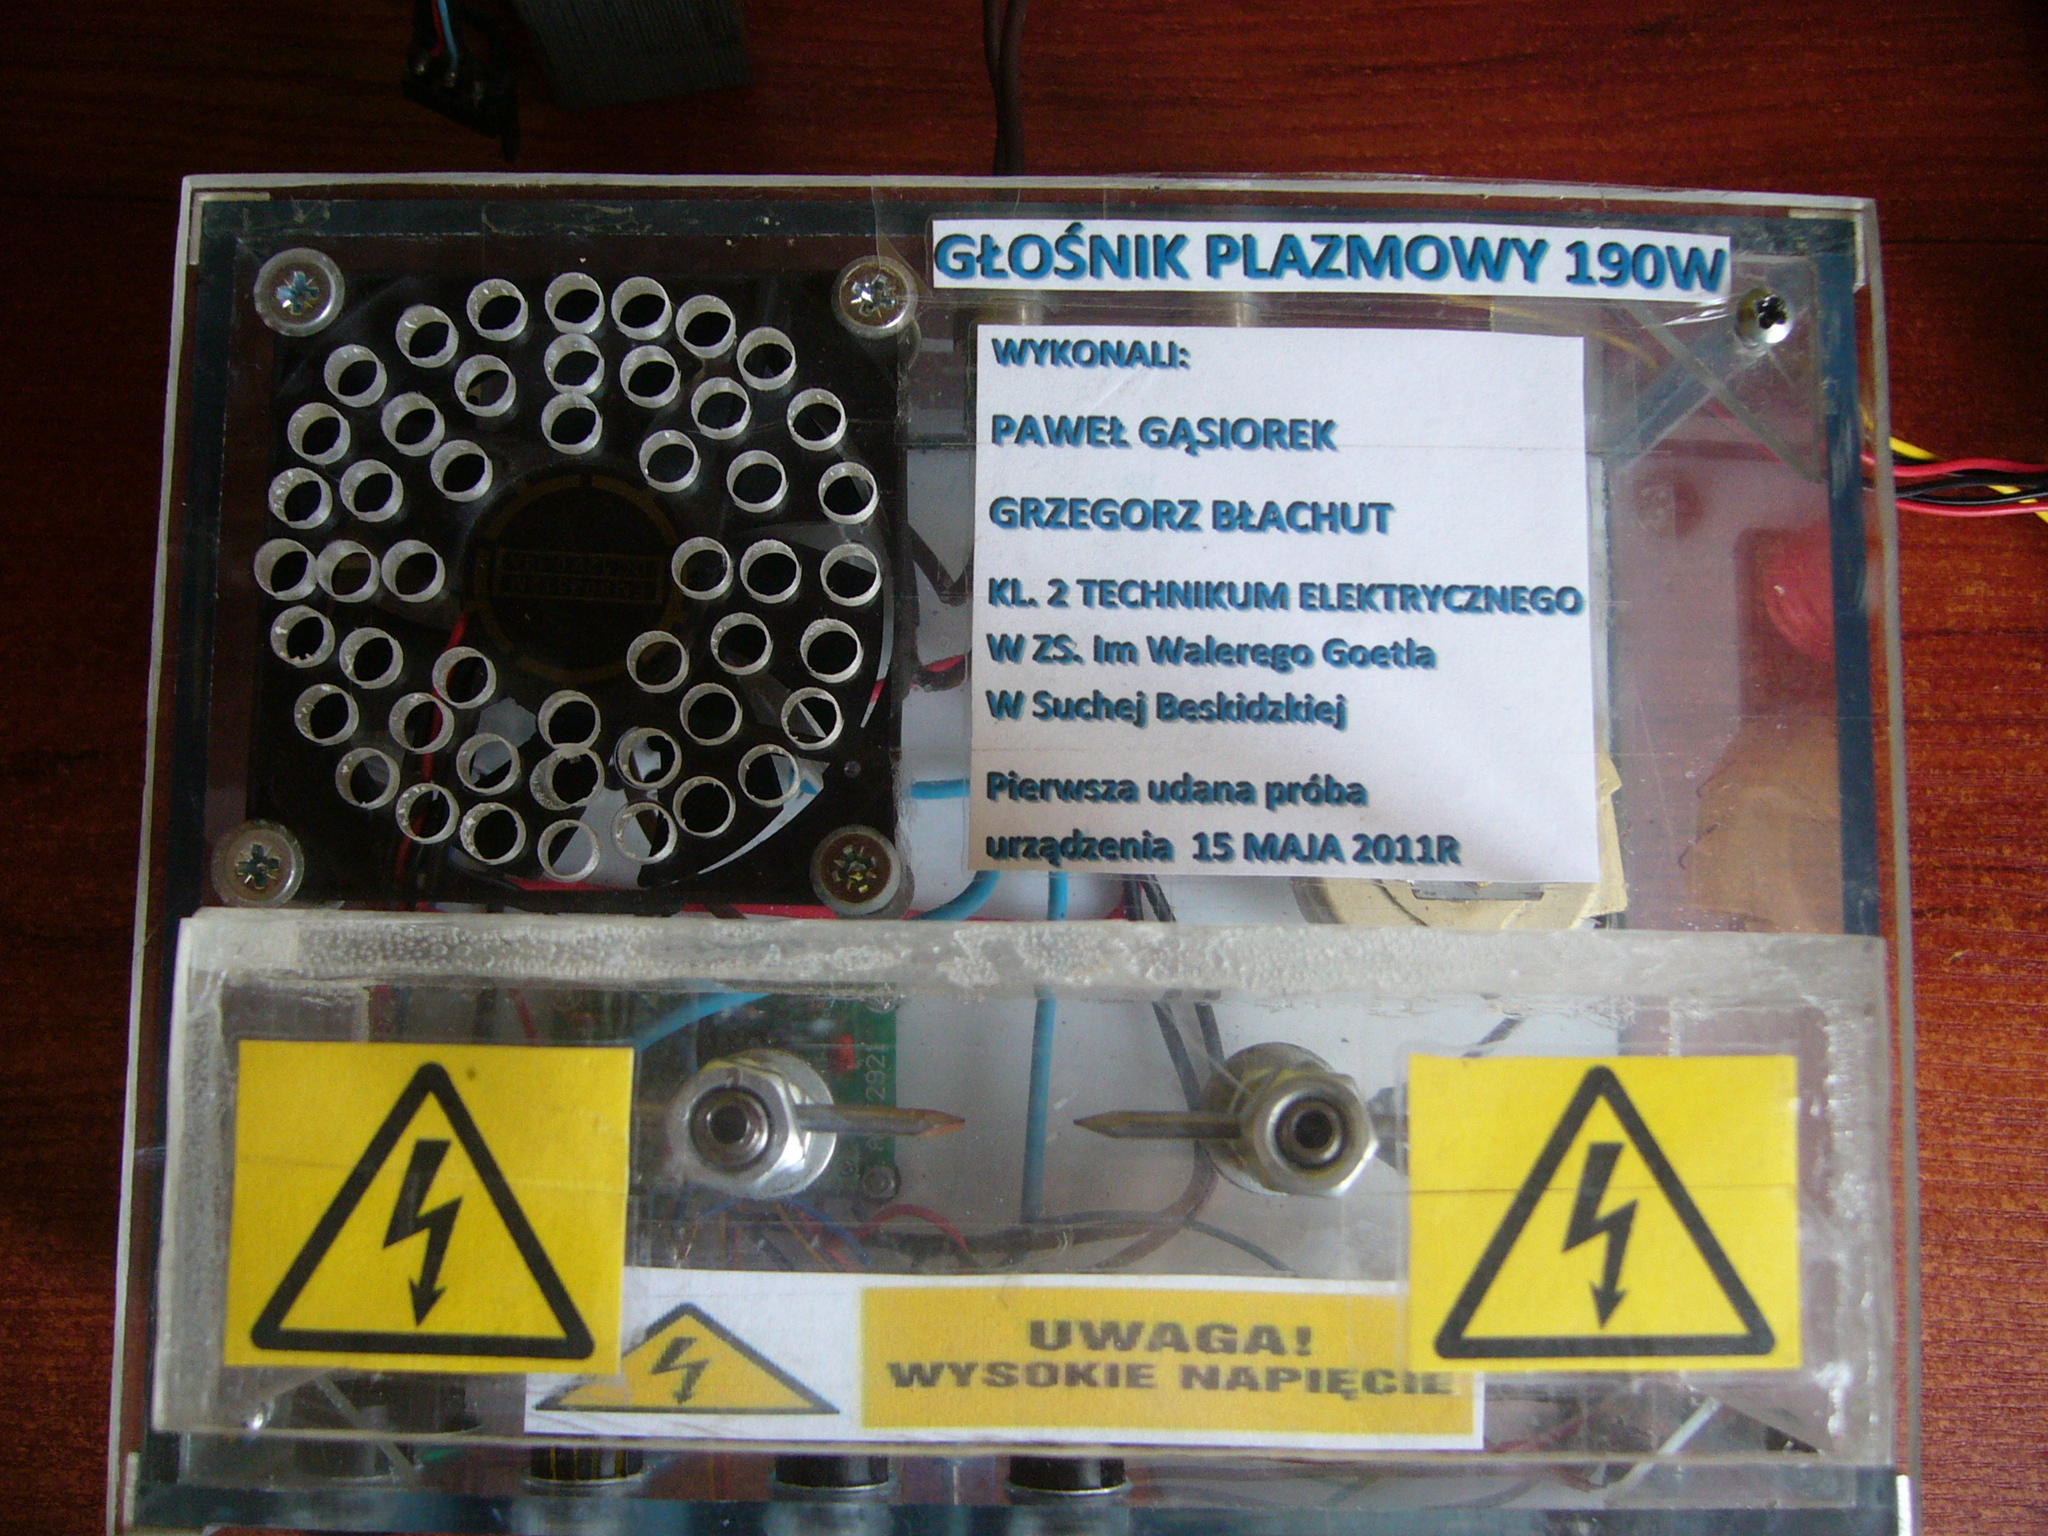 GŁOŚNIK PLAZMOWY 190W
WYKONALI:
PAWEŁ GĄSIOREK
GRZEGORZ BŁACHUT
KL. 2 TECHNIKUM ELEKTRYCZNEGO
W ZS. Im Walerego Goetla
W Suchej Beskidzkiej
Pierwsza udana próba
urządzenia 15 MAJA 2011R
2921
UWAGA!
WYSOKIE NAPIĘCIE